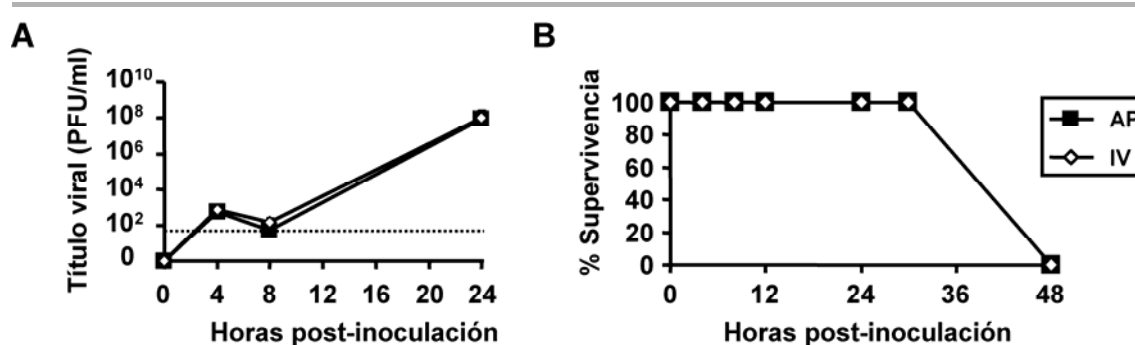 A
Título viral (PFU/ml)
10¹⁰
10⁸
10⁶
10⁴
10²
0
0 4 8 12 16 20 24
Horas post-inoculación
B
% Supervivencia
100
80
60
40
20
0
0 12 24 36 48
Horas post-inoculación
IV